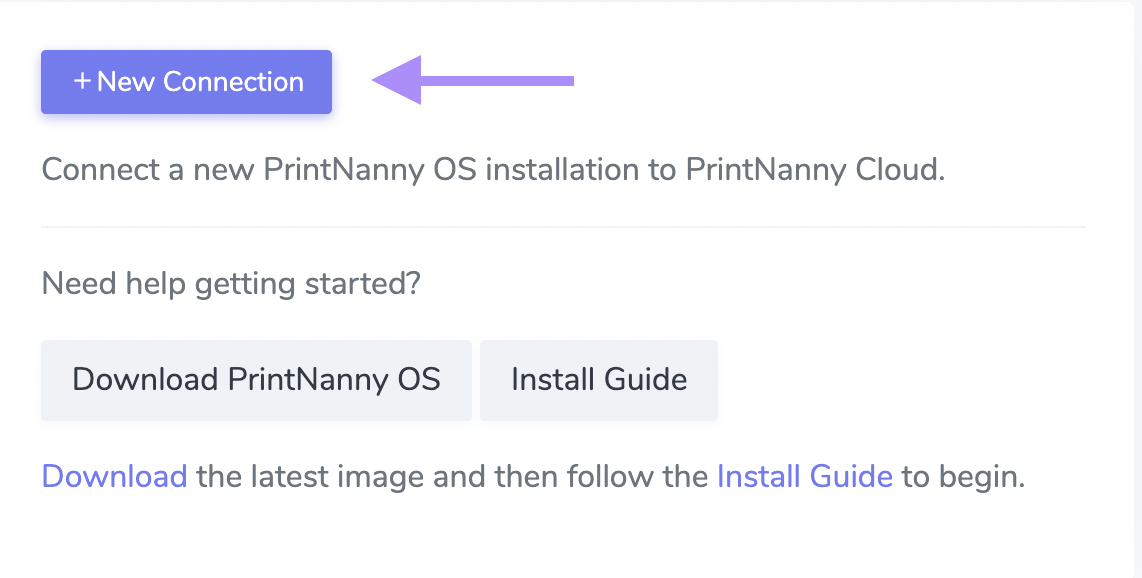 + New Connection
Connect a new PrintNanny OS installation to PrintNanny Cloud.
Need help getting started?
Download PrintNanny OS Install Guide
Download the latest image and then follow the Install Guide to begin.